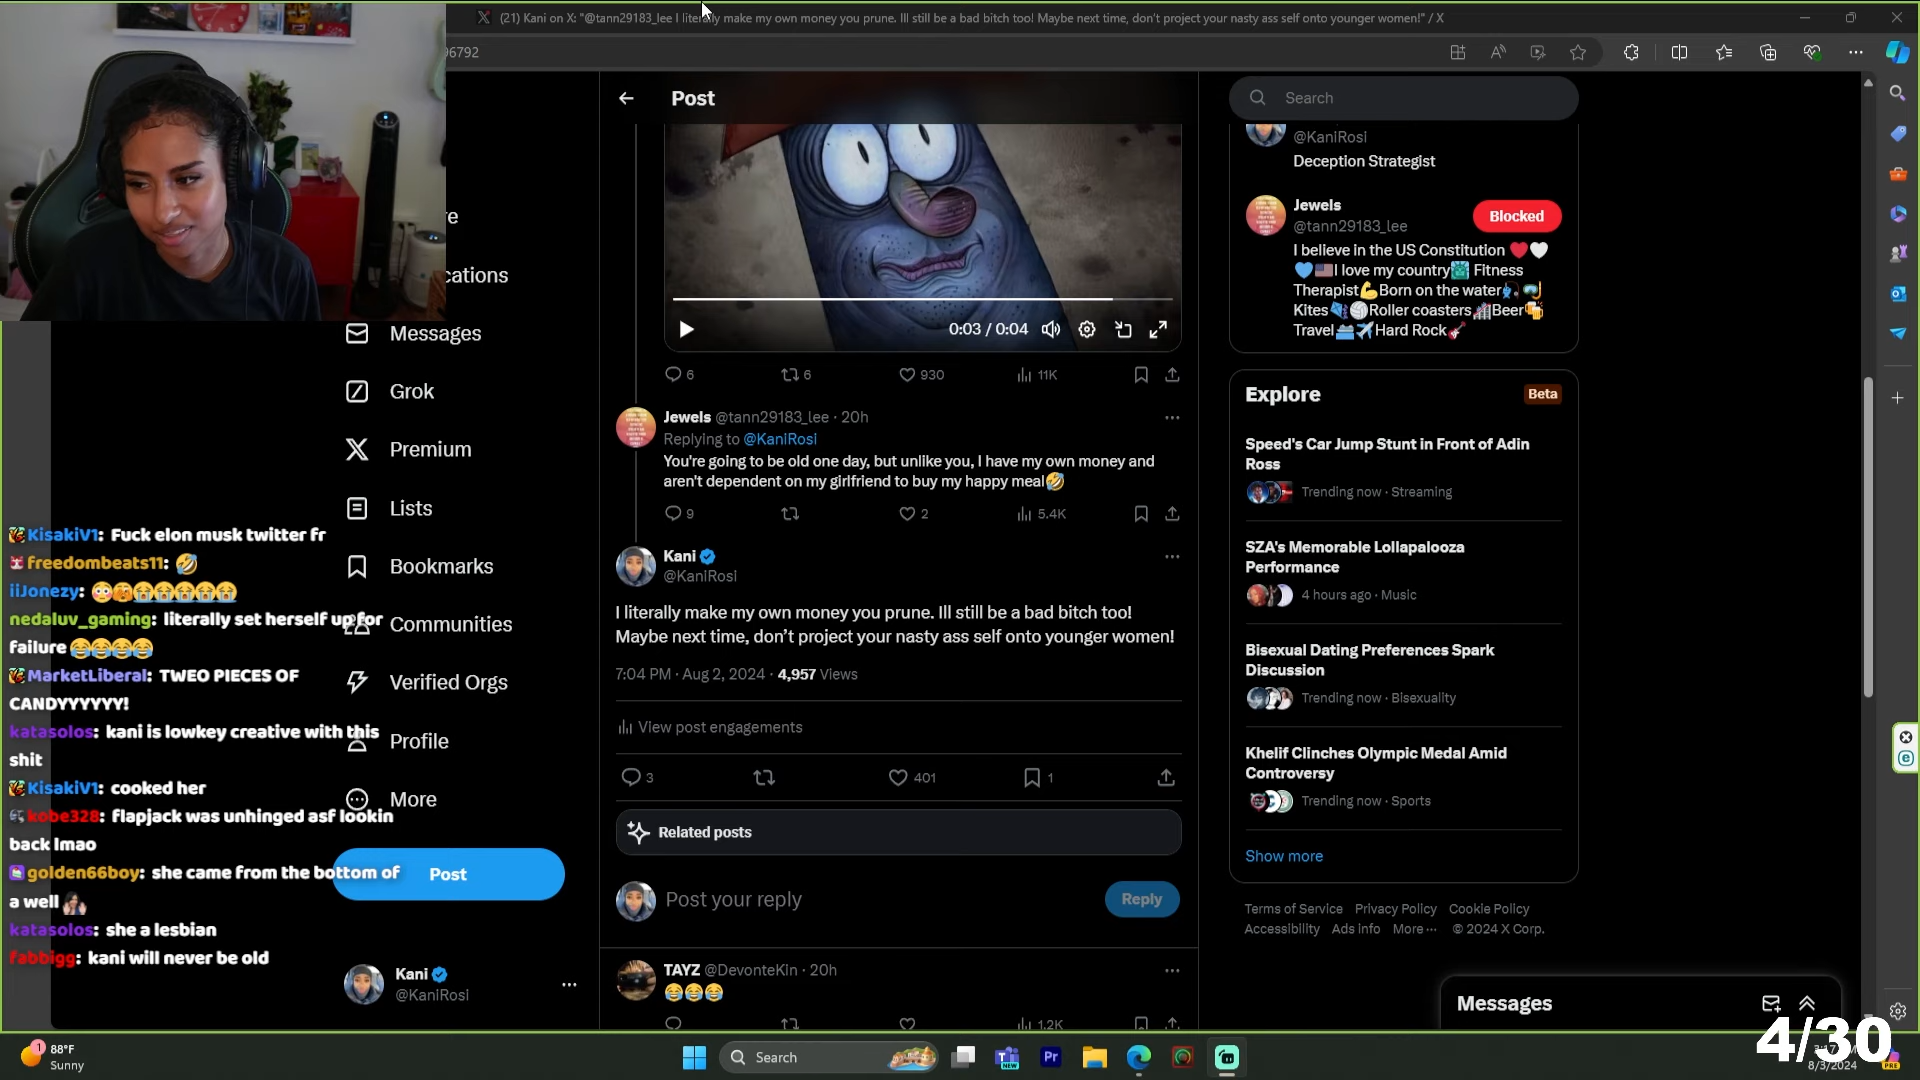 (21) Kani on X: "@tann29183_lee I literally make my own money you prune. Ill still be a bad bitch too! Maybe next time, don't project your nasty ass self onto younger women!" / X
96792
Post
Search
@KaniRosi
Deception Strategist
Jewels
@tann29183_lee
Blocked
I believe in the US Constitution ❤️🤍
💙🇺🇸I love my country🗽 Fitness
Therapist💪Born on the water🤿
Kites🪁🏐Roller coasters🎢Beer🍻
Travel🛳️✈️Hard Rock🎸
0:03 / 0:04
6
6
930
11K
Jewels @tann29183_lee · 20h
Replying to @KaniRosi
You're going to be old one day, but unlike you, I have my own money and
aren't dependent on my girlfriend to buy my happy meal🤣
9
2
5.4K
Kani
@KaniRosi
I literally make my own money you prune. Ill still be a bad bitch too!
Maybe next time, don't project your nasty ass self onto younger women!
7:04 PM · Aug 2, 2024 · 4,957 Views
View post engagements
3
401
1
Related posts
Post your reply
Reply
TAYZ @DevonteKin · 20h
😂😂😂
1.2K
Explore
Beta
Speed's Car Jump Stunt in Front of Adin
Ross
Trending now · Streaming
SZA's Memorable Lollapalooza
Performance
4 hours ago · Music
Bisexual Dating Preferences Spark
Discussion
Trending now · Bisexuality
Khelif Clinches Olympic Medal Amid
Controversy
Trending now · Sports
Show more
Terms of Service Privacy Policy Cookie Policy
Accessibility Ads info More ··· © 2024 X Corp.
Messages
re
cations
Messages
Grok
Premium
Lists
Bookmarks
Communities
Verified Orgs
Profile
More
Post
Kani
@KaniRosi
KisakiV1: Fuck elon musk twitter fr
freedombeats11: 🤣
iiJonezy: 😳🫣😭😭😭😭😭
nedaluv_gaming: literally set herself up for
failure 😂😂😂😂
MarketLiberal: TWEO PIECES OF
CANDYYYYYY!
katasolos: kani is lowkey creative with this
shit
KisakiV1: cooked her
kobe328: flapjack was unhinged asf lookin
back lmao
golden66boy: she came from the bottom of
a well
katasolos: she a lesbian
fabbigg: kani will never be old
1
88°F
Sunny
Search
NEW
Pr
4/30
8/3/2024
PRE